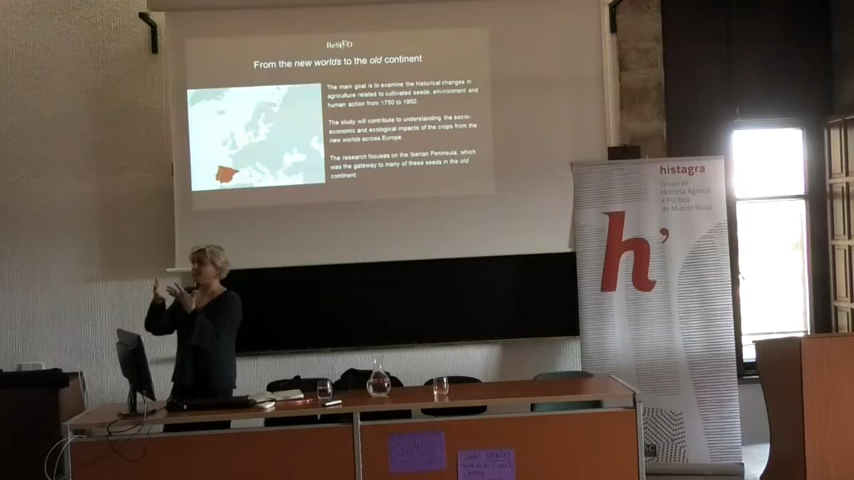 ReSEED
From the new worlds to the old continent
The main goal is to examine the historical changes in
agriculture related to cultivated seeds, environment and
human action from 1750 to 1950.
The study will contribute to understanding the socio-
economic and ecological impacts of the crops from the
new worlds across Europe.
The research focuses on the Iberian Peninsula, which
was the gateway to many of these seeds in the old
continent.
histagra
Grupo de
Historia Agraria
e Política
do Mundo Rural
h'